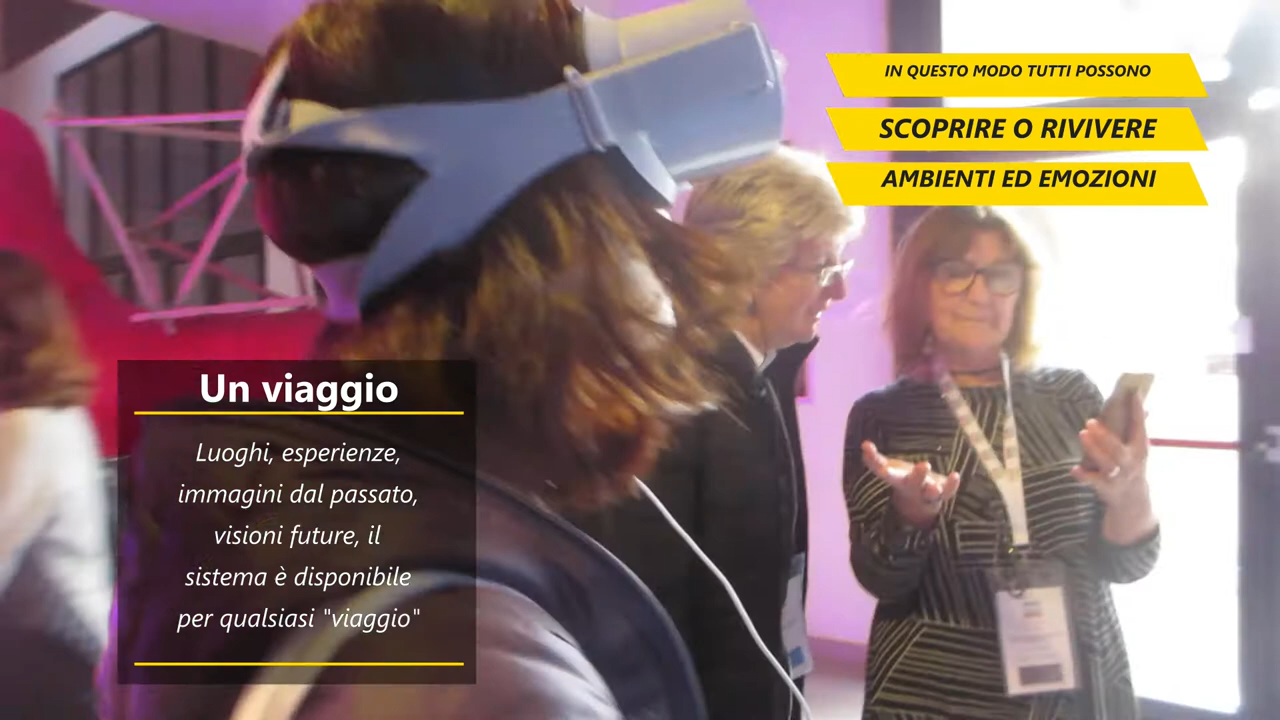 IN QUESTO MODO TUTTI POSSONO
SCOPRIRE O RIVIVERE
AMBIENTI ED EMOZIONI
Un viaggio
Luoghi, esperienze,
immagini dal passato,
visioni future, il
sistema è disponibile
per qualsiasi "viaggio"